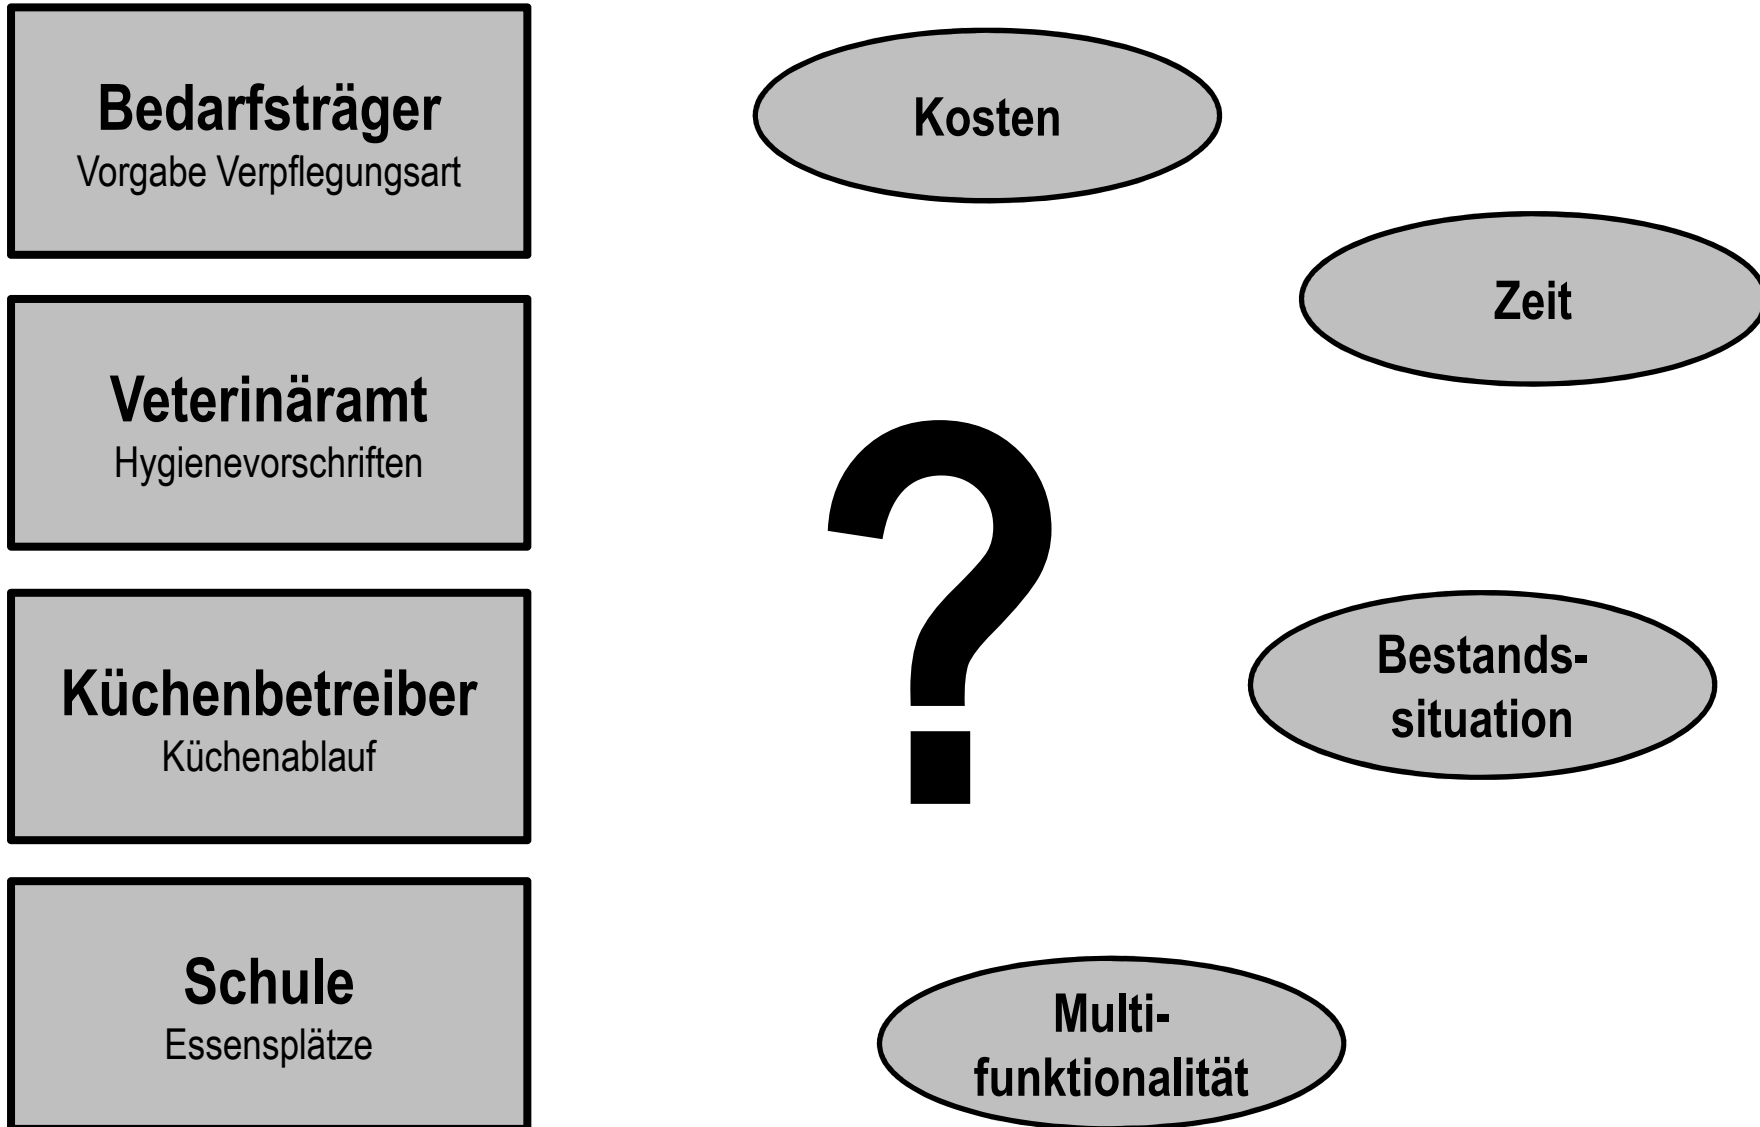 Bedarfsträger
Vorgabe Verpflegungsart
Veterinäramt
Hygienevorschriften
Küchenbetreiber
Küchenablauf
Schule
Essensplätze
Kosten
Zeit
?
Bestands-
situation
Multi-
funktionalität